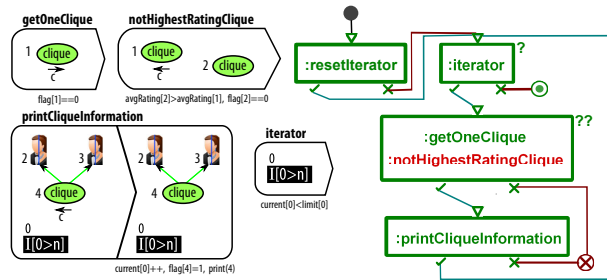 getOneClique
1 clique
c
flag[1]==0
notHighestRatingClique
1 clique
c
2 clique
avgRating[2]>avgRating[1], flag[2]==0
printCliqueInformation
2 3
4 clique
c
0
I[0>n]
2 3
4 clique
0
I[0>n]
current[0]++, flag[4]=1, print(4)
iterator
0
I[0>n]
current[0]<limit[0]
:resetIterator
:iterator
?
:getOneClique
:notHighestRatingClique
??
:printCliqueInformation